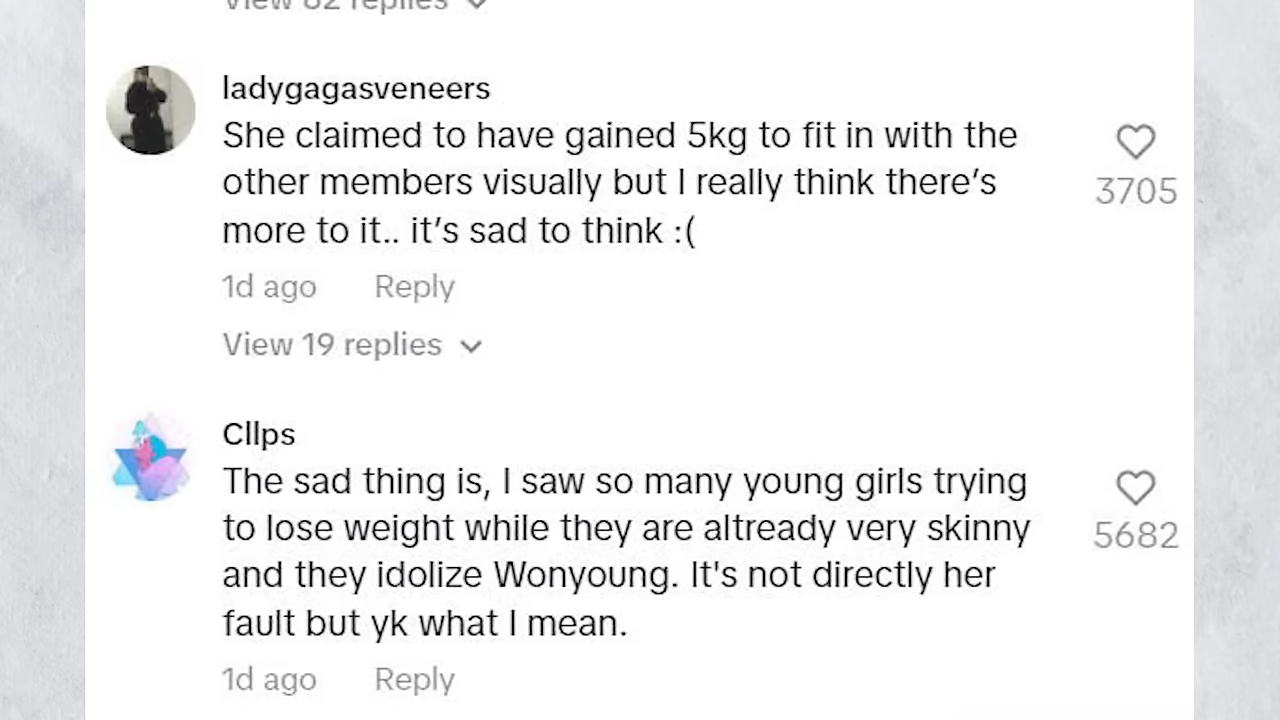 View 82 replies
ladygagasveneers
She claimed to have gained 5kg to fit in with the
other members visually but I really think there's
more to it.. it's sad to think :(
3705
1d ago Reply
View 19 replies
Cllps
The sad thing is, I saw so many young girls trying
to lose weight while they are altready very skinny
and they idolize Wonyoung. It's not directly her
fault but yk what I mean.
5682
1d ago Reply